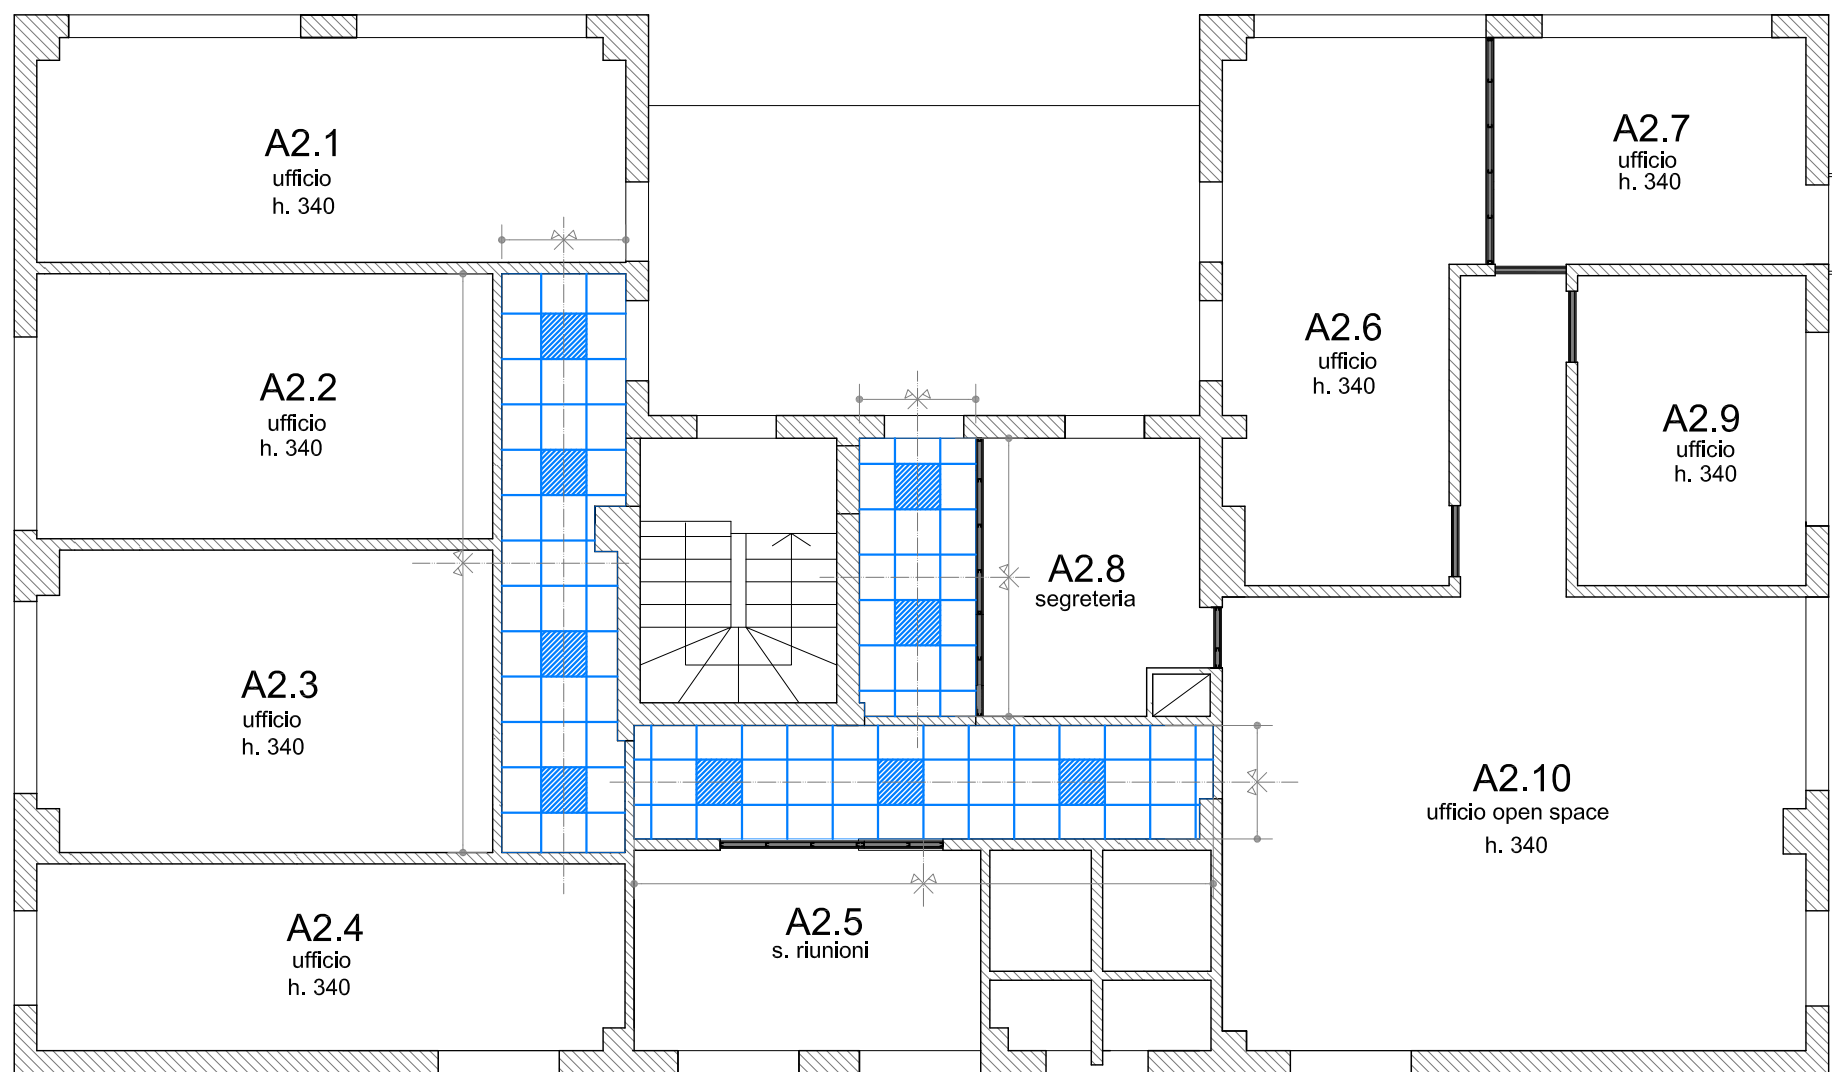 A2.1
ufficio
h. 340
A2.7
ufficio
h. 340
A2.2
ufficio
h. 340
A2.6
ufficio
h. 340
A2.9
ufficio
h. 340
A2.8
segreteria
A2.3
ufficio
h. 340
A2.10
ufficio open space
h. 340
A2.4
ufficio
h. 340
A2.5
s. riunioni